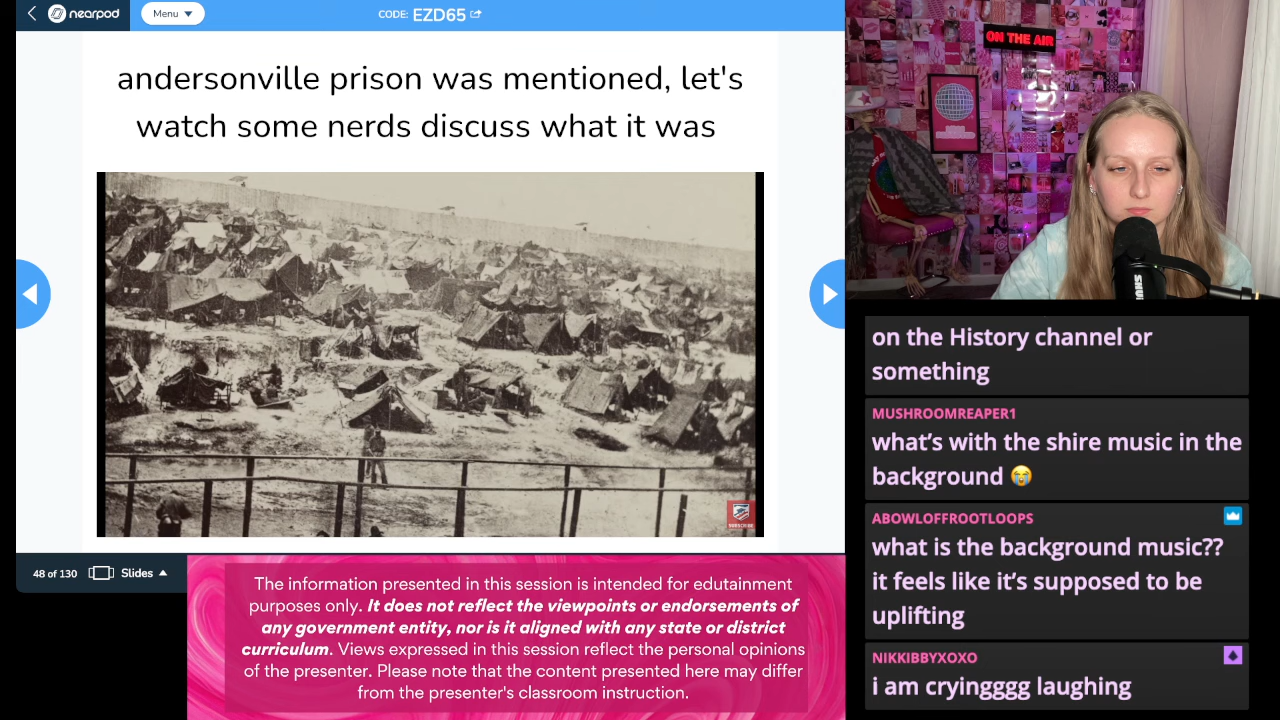 nearpod
Menu
CODE: EZD65
andersonville prison was mentioned, let's
watch some nerds discuss what it was
SUBSCRIBE
48 of 130
Slides
The information presented in this session is intended for edutainment
purposes only. It does not reflect the viewpoints or endorsements of
any government entity, nor is it aligned with any state or district
curriculum. Views expressed in this session reflect the personal opinions
of the presenter. Please note that the content presented here may differ
from the presenter's classroom instruction.
ON THE AIR
SHURE
on the History channel or
something
MUSHROOMREAPER1
what's with the shire music in the
background 😭
ABOWLOFFROOTLOOPS
what is the background music??
it feels like it's supposed to be
uplifting
NIKKIBBYXOXO
i am cryingggg laughing